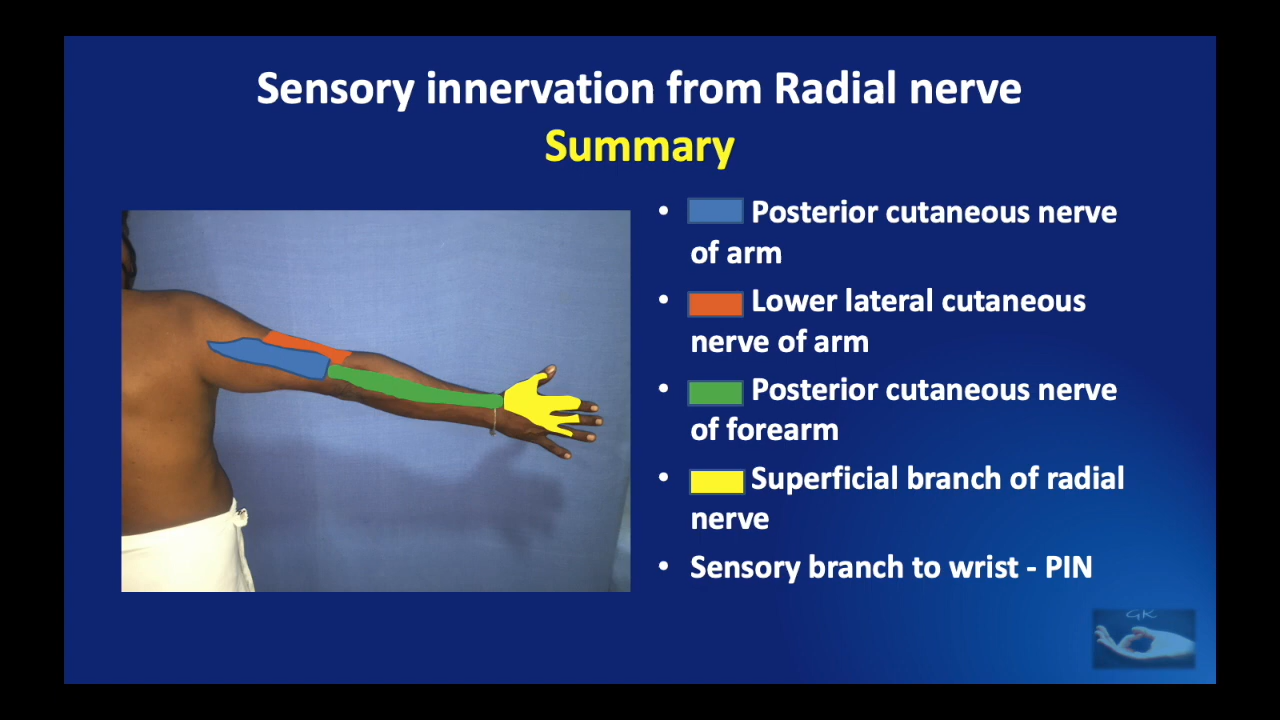 Sensory innervation from Radial nerve
Summary
• Posterior cutaneous nerve
of arm
• Lower lateral cutaneous
nerve of arm
• Posterior cutaneous nerve
of forearm
• Superficial branch of radial
nerve
• Sensory branch to wrist - PIN
GK